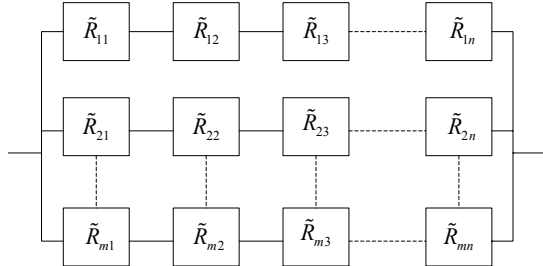 R̃₁₁ R̃₁₂ R̃₁₃ R̃₁ₙ
R̃₂₁ R̃₂₂ R̃₂₃ R̃₂ₙ
R̃ₘ₁ R̃ₘ₂ R̃ₘ₃ R̃ₘₙ